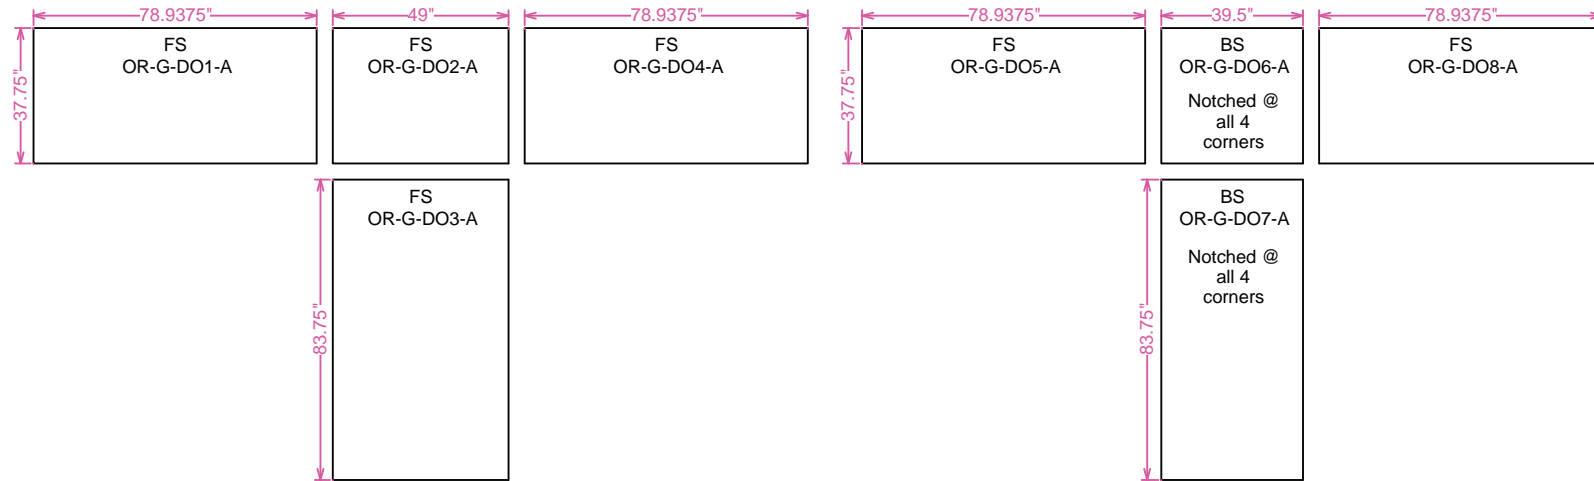 78.9375"
49"
78.9375"
78.9375"
39.5"
78.9375"
37.75"
FS
OR-G-DO1-A
FS
OR-G-DO2-A
FS
OR-G-DO4-A
37.75"
FS
OR-G-DO5-A
BS
OR-G-DO6-A
Notched @
all 4
corners
FS
OR-G-DO8-A
83.75"
FS
OR-G-DO3-A
83.75"
BS
OR-G-DO7-A
Notched @
all 4
corners